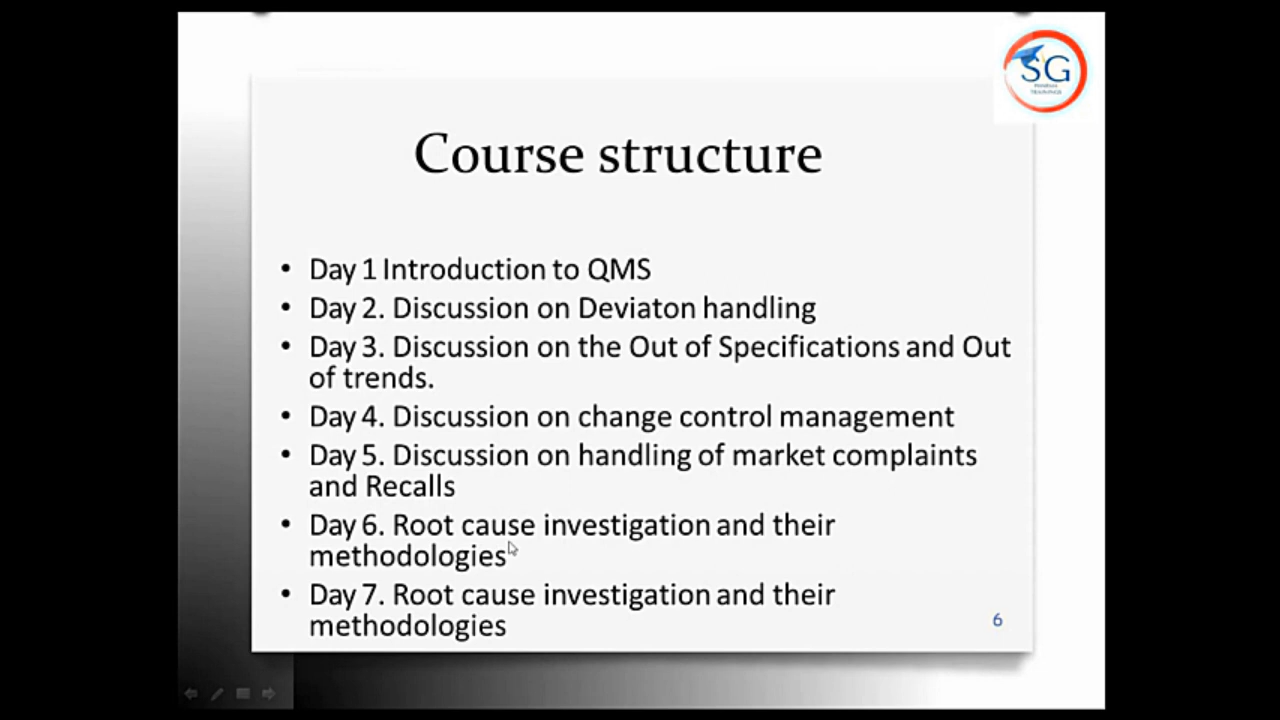 SG
PHARMA
TRAININGS
Course structure
• Day 1 Introduction to QMS
• Day 2. Discussion on Deviaton handling
• Day 3. Discussion on the Out of Specifications and Out
of trends.
• Day 4. Discussion on change control management
• Day 5. Discussion on handling of market complaints
and Recalls
• Day 6. Root cause investigation and their
methodologies
• Day 7. Root cause investigation and their
methodologies
6